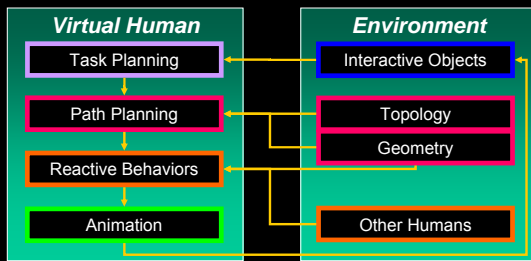 Virtual Human
Task Planning
Path Planning
Reactive Behaviors
Animation
Environment
Interactive Objects
Topology
Geometry
Other Humans